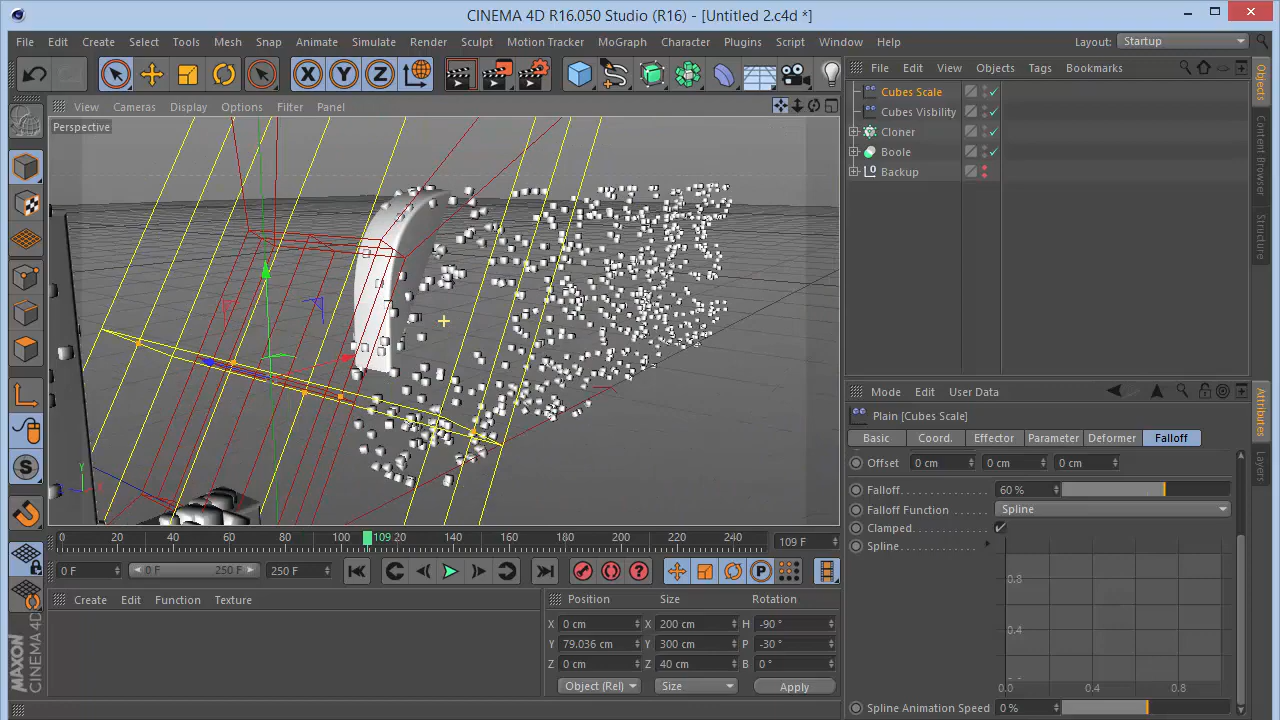 CINEMA 4D R16.050 Studio (R16) - [Untitled 2.c4d *]
File Edit Create Select Tools Mesh Snap Animate Simulate Render Sculpt Motion Tracker MoGraph Character Plugins Script Window Help
Layout: Startup
X Y Z
File Edit View Objects Tags Bookmarks
View Cameras Display Options Filter Panel
Perspective
Cubes Scale
Cubes Visbility
Cloner
Boole
Backup
Objects
Content Browser
Structure
Mode Edit User Data
Plain [Cubes Scale]
Basic Coord. Effector Parameter Deformer Falloff
Offset 0 cm 0 cm 0 cm
Falloff 60 %
Falloff Function Spline
Clamped
Spline
0.8
0.4
0.0 0.4 0.8
Spline Animation Speed 0 %
Attributes
Layers
0 20 40 60 80 100 109 20 140 160 180 200 220 240
109 F
0 F 0 F 250 F 250 F
Create Edit Function Texture
Position Size Rotation
X 0 cm X 200 cm H -90 °
Y 79.036 cm Y 300 cm P -30 °
Z 0 cm Z 40 cm B 0 °
Object (Rel) Size Apply
MAXON
CINEMA 4D